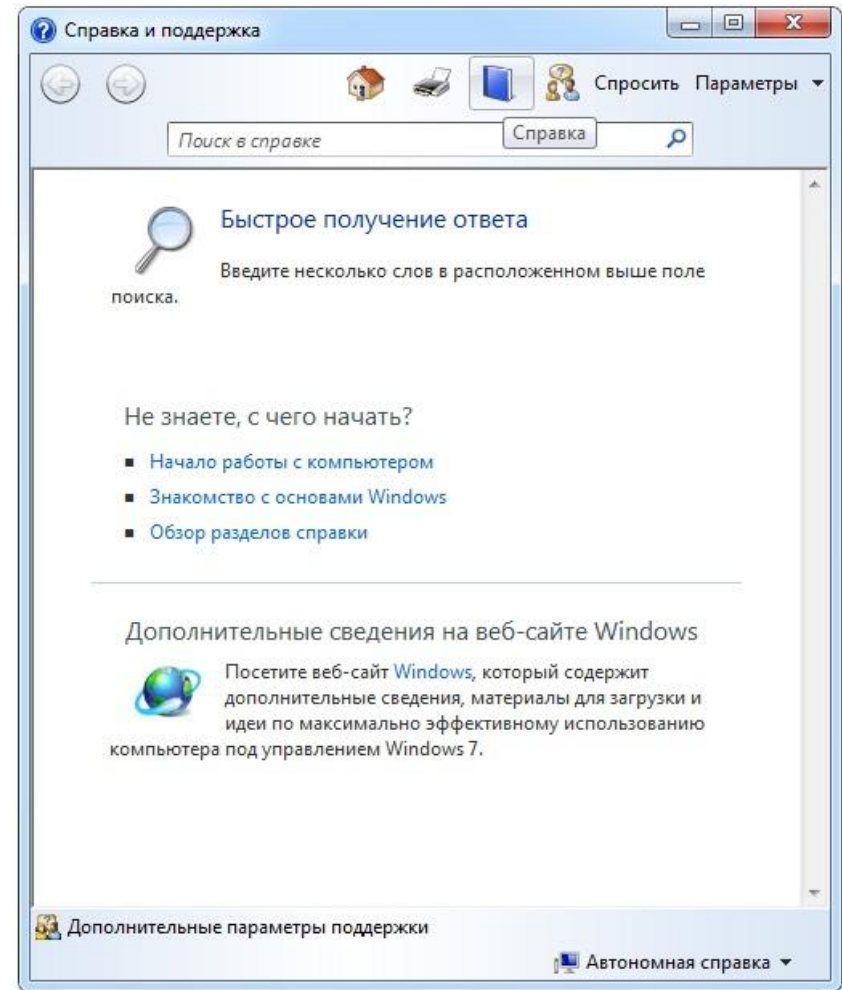 Справка и поддержка
Спросить Параметры
Поиск в справке
Справка
Быстрое получение ответа
Введите несколько слов в расположенном выше поле
поиска.
Не знаете, с чего начать?
Начало работы с компьютером
Знакомство с основами Windows
Обзор разделов справки
Дополнительные сведения на веб-сайте Windows
Посетите веб-сайт Windows, который содержит
дополнительные сведения, материалы для загрузки и
идеи по максимально эффективному использованию
компьютера под управлением Windows 7.
Дополнительные параметры поддержки
Автономная справка